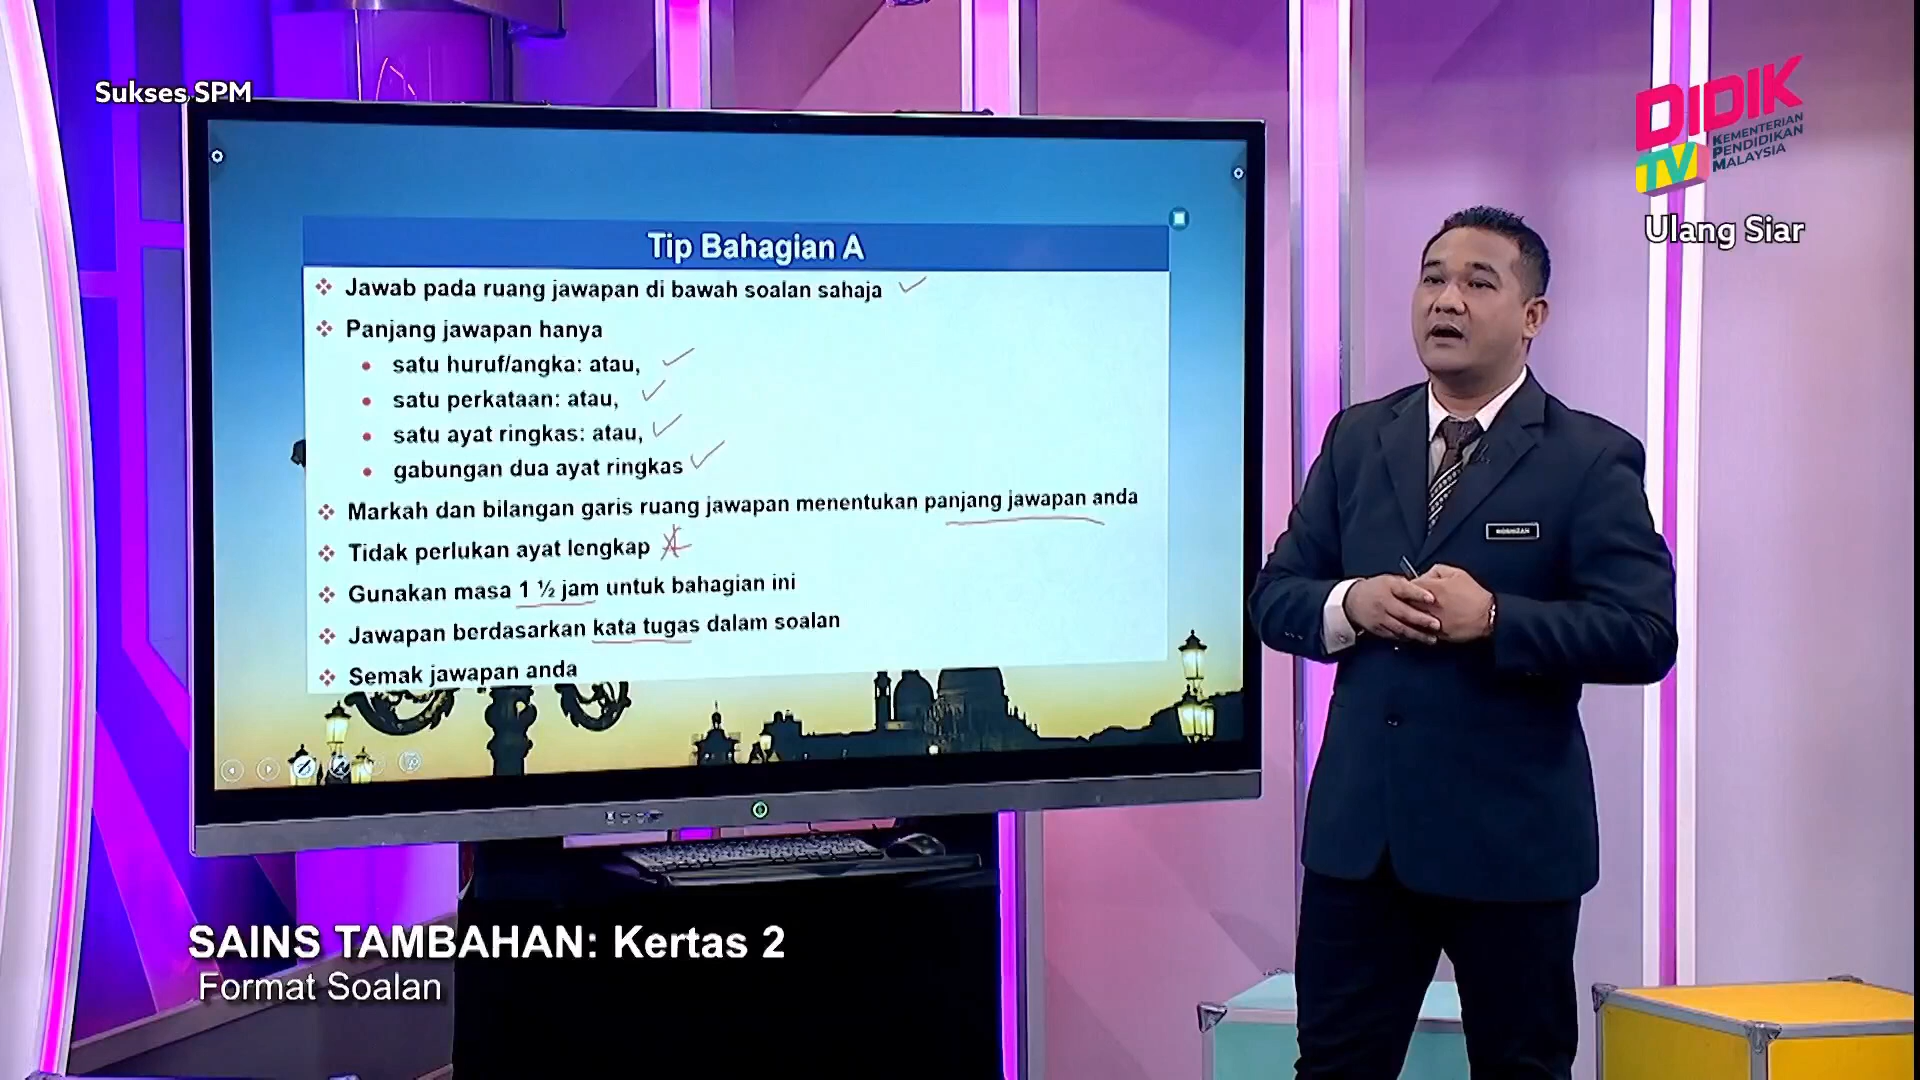 Sukses SPM
DIDIK
TV
KEMENTERIAN
PENDIDIKAN
MALAYSIA
Ulang Siar
Tip Bahagian A
Jawab pada ruang jawapan di bawah soalan sahaja
Panjang jawapan hanya
satu huruf/angka: atau,
satu perkataan: atau,
satu ayat ringkas: atau,
gabungan dua ayat ringkas
Markah dan bilangan garis ruang jawapan menentukan panjang jawapan anda
Tidak perlukan ayat lengkap
Gunakan masa 1 ½ jam untuk bahagian ini
Jawapan berdasarkan kata tugas dalam soalan
Semak jawapan anda
SAINS TAMBAHAN: Kertas 2
Format Soalan